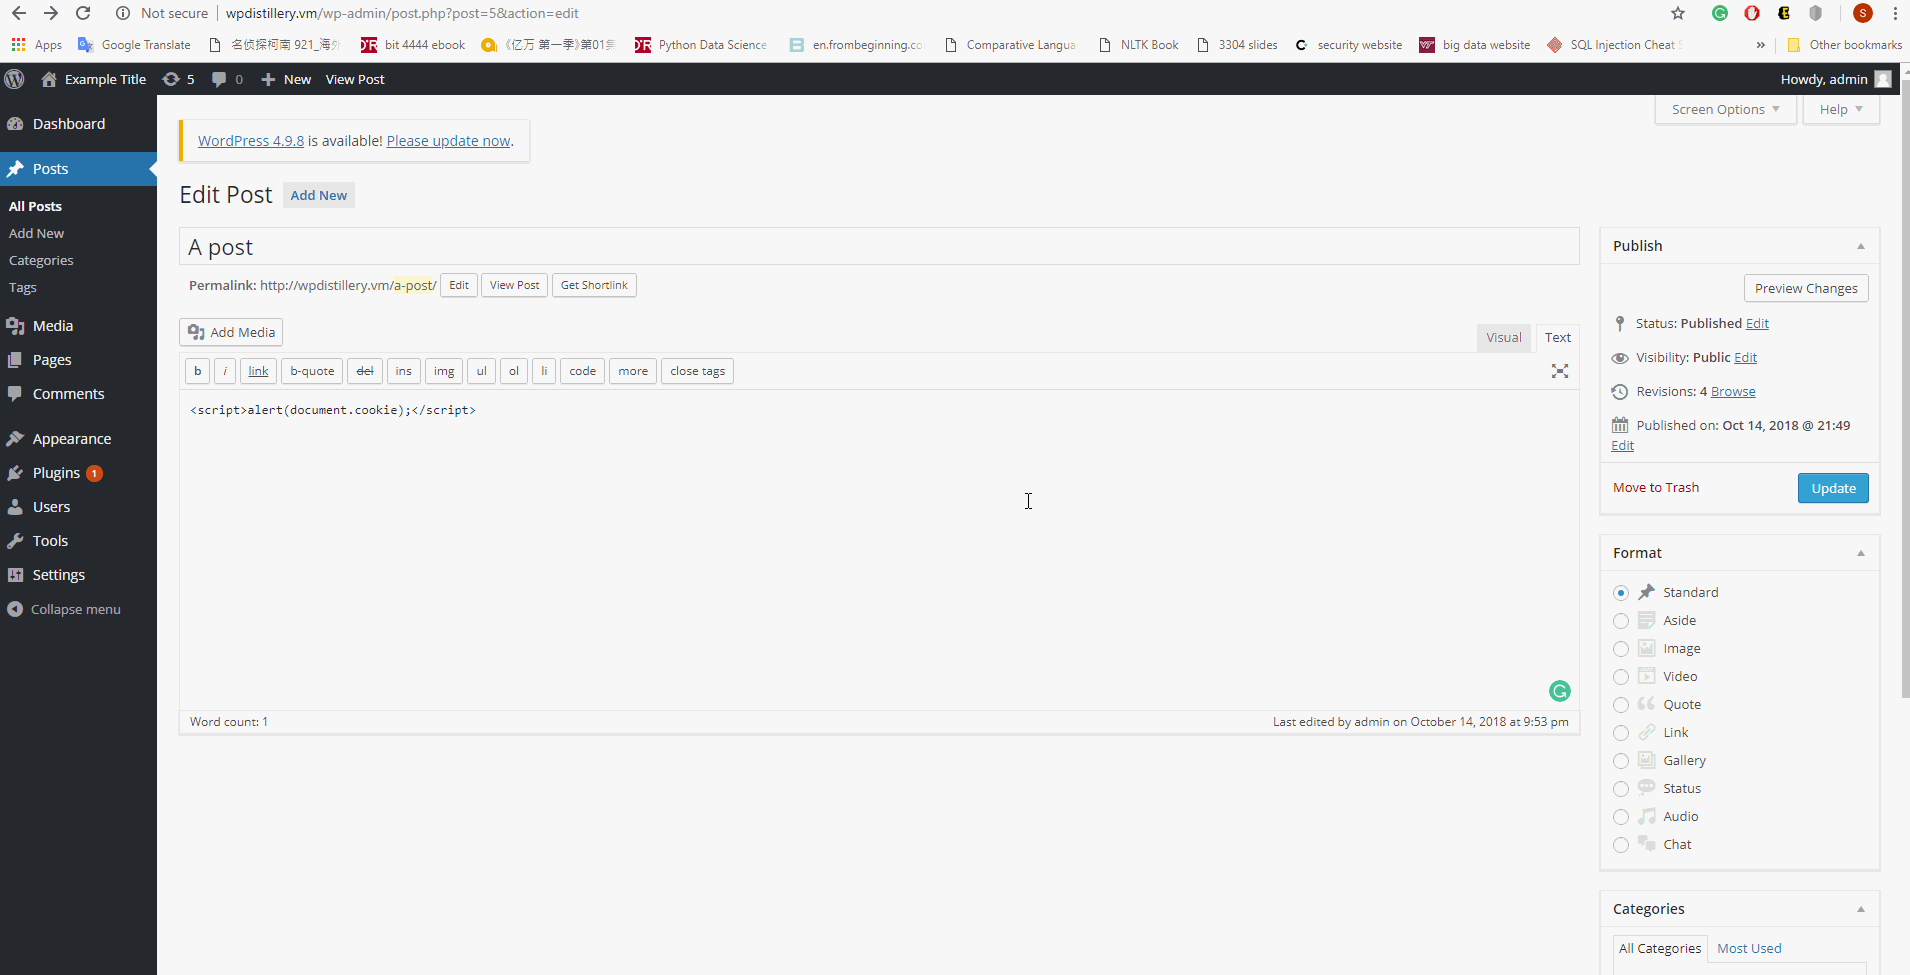 Not secure | wpdistillery.vm/wp-admin/post.php?post=5&action=edit
S
Apps Google Translate 名侦探柯南 921_海外 bit 4444 ebook 《亿万 第一季》第01集 Python Data Science en.frombeginning.co Comparative Langua NLTK Book 3304 slides security website big data website SQL Injection Cheat S » Other bookmarks
Example Title 5 0 New View Post Howdy, admin
Screen Options Help
Dashboard
Posts
All Posts
Add New
Categories
Tags
Media
Pages
Comments
Appearance
Plugins 1
Users
Tools
Settings
Collapse menu
WordPress 4.9.8 is available! Please update now.
Edit Post Add New
A post
Permalink: http://wpdistillery.vm/a-post/ Edit View Post Get Shortlink
Add Media
Visual Text
b i link b-quote del ins img ul ol li code more close tags
<script>alert(document.cookie);</script>
Word count: 1 Last edited by admin on October 14, 2018 at 9:53 pm
Publish
Preview Changes
Status: Published Edit
Visibility: Public Edit
Revisions: 4 Browse
Published on: Oct 14, 2018 @ 21:49
Edit
Move to Trash Update
Format
Standard
Aside
Image
Video
Quote
Link
Gallery
Status
Audio
Chat
Categories
All Categories Most Used